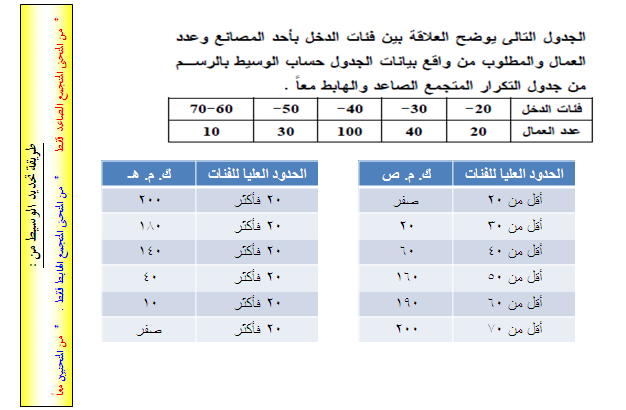 الجدول التالى يوضح العلاقة بين فئات الدخل بأحد المصانع وعدد
العمال والمطلوب من واقع بيانات الجدول حساب الوسيط بالرسم
من جدول التكرار المتجمع الصاعد والهابط معاً .
فئات الدخل 20– 30– 40– 50– 60–70
عدد العمال 20 40 100 30 10
الحدود العليا للفئات ك. م. ص
أقل من ٢٠ صفر
أقل من ٣٠ ٢٠
أقل من ٤٠ ٦٠
أقل من ٥٠ ١٦٠
أقل من ٦٠ ١٩٠
أقل من ٧٠ ٢٠٠
الحدود العليا للفئات ك. م. هـ
٢٠ فأكثر ٢٠٠
٢٠ فأكثر ١٨٠
٢٠ فأكثر ١٤٠
٢٠ فأكثر ٤٠
٢٠ فأكثر ١٠
٢٠ فأكثر صفر
طريقة تحديد الوسيط من :
* من المنحنى المتجمع الصاعد فقط * من المنحنى المتجمع الهابط فقط . * من المنحنيين معاً